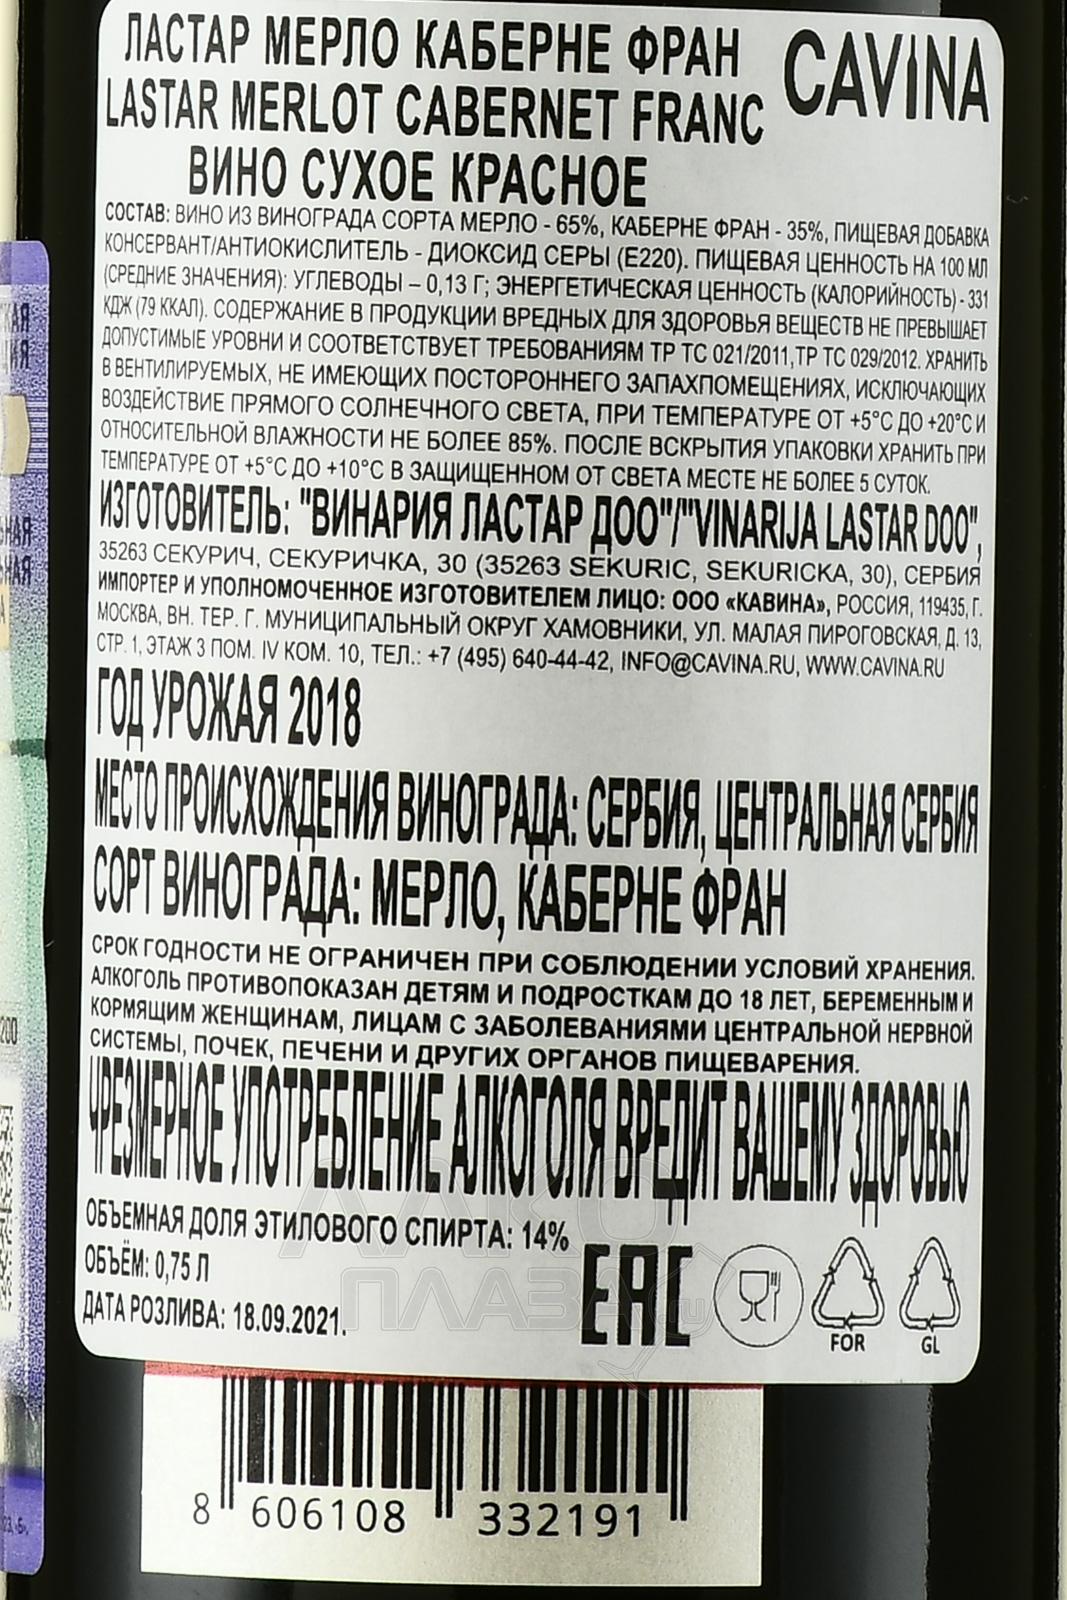 ЛАСТАР МЕРЛО КАБЕРНЕ ФРАН
CAVINA
LASTAR MERLOT CABERNET FRANC
ВИНО СУХОЕ КРАСНОЕ
СОСТАВ: ВИНО ИЗ ВИНОГРАДА СОРТА МЕРЛО - 65%, КАБЕРНЕ ФРАН - 35%, ПИЩЕВАЯ ДОБАВКА
КОНСЕРВАНТ/АНТИОКИСЛИТЕЛЬ - ДИОКСИД СЕРЫ (Е220). ПИЩЕВАЯ ЦЕННОСТЬ НА 100 МЛ
(СРЕДНИЕ ЗНАЧЕНИЯ): УГЛЕВОДЫ – 0,13 Г; ЭНЕРГЕТИЧЕСКАЯ ЦЕННОСТЬ (КАЛОРИЙНОСТЬ) - 331
КДЖ (79 ККАЛ). СОДЕРЖАНИЕ В ПРОДУКЦИИ ВРЕДНЫХ ДЛЯ ЗДОРОВЬЯ ВЕЩЕСТВ НЕ ПРЕВЫШАЕТ
ДОПУСТИМЫЕ УРОВНИ И СООТВЕТСТВУЕТ ТРЕБОВАНИЯМ ТР ТС 021/2011,ТР ТС 029/2012. ХРАНИТЬ
В ВЕНТИЛИРУЕМЫХ, НЕ ИМЕЮЩИХ ПОСТОРОННЕГО ЗАПАХПОМЕЩЕНИЯХ, ИСКЛЮЧАЮЩИХ
ВОЗДЕЙСТВИЕ ПРЯМОГО СОЛНЕЧНОГО СВЕТА, ПРИ ТЕМПЕРАТУРЕ ОТ +5°С ДО +20°С И
ОТНОСИТЕЛЬНОЙ ВЛАЖНОСТИ НЕ БОЛЕЕ 85%. ПОСЛЕ ВСКРЫТИЯ УПАКОВКИ ХРАНИТЬ ПРИ
ТЕМПЕРАТУРЕ ОТ +5°С ДО +10°С В ЗАЩИЩЕННОМ ОТ СВЕТА МЕСТЕ НЕ БОЛЕЕ 5 СУТОК.
ИЗГОТОВИТЕЛЬ: "ВИНАРИЯ ЛАСТАР ДОО"/"VINARIJA LASTAR DOO",
35263 СЕКУРИЧ, СЕКУРИЧКА, 30 (35263 SEKURIC, SEKURICKA, 30), СЕРБИЯ
ИМПОРТЕР И УПОЛНОМОЧЕННОЕ ИЗГОТОВИТЕЛЕМ ЛИЦО: ООО «КАВИНА», РОССИЯ, 119435, Г.
МОСКВА, ВН. ТЕР. Г. МУНИЦИПАЛЬНЫЙ ОКРУГ ХАМОВНИКИ, УЛ. МАЛАЯ ПИРОГОВСКАЯ, Д. 13,
СТР. 1, ЭТАЖ 3 ПОМ. IV КОМ. 10, ТЕЛ.: +7 (495) 640-44-42, INFO@CAVINA.RU, WWW.CAVINA.RU
ГОД УРОЖАЯ 2018
МЕСТО ПРОИСХОЖДЕНИЯ ВИНОГРАДА: СЕРБИЯ, ЦЕНТРАЛЬНАЯ СЕРБИЯ
СОРТ ВИНОГРАДА: МЕРЛО, КАБЕРНЕ ФРАН
СРОК ГОДНОСТИ НЕ ОГРАНИЧЕН ПРИ СОБЛЮДЕНИИ УСЛОВИЙ ХРАНЕНИЯ.
АЛКОГОЛЬ ПРОТИВОПОКАЗАН ДЕТЯМ И ПОДРОСТКАМ ДО 18 ЛЕТ, БЕРЕМЕННЫМ И
КОРМЯЩИМ ЖЕНЩИНАМ, ЛИЦАМ С ЗАБОЛЕВАНИЯМИ ЦЕНТРАЛЬНОЙ НЕРВНОЙ
СИСТЕМЫ, ПОЧЕК, ПЕЧЕНИ И ДРУГИХ ОРГАНОВ ПИЩЕВАРЕНИЯ.
ЧРЕЗМЕРНОЕ УПОТРЕБЛЕНИЕ АЛКОГОЛЯ ВРЕДИТ ВАШЕМУ ЗДОРОВЬЮ
ОБЪЕМНАЯ ДОЛЯ ЭТИЛОВОГО СПИРТА: 14%
ОБЪЁМ: 0,75 Л
ДАТА РОЗЛИВА: 18.09.2021.
ЕАС
FOR
GL
АЛКО
ПЛАЗА.ru
8 606108 332191